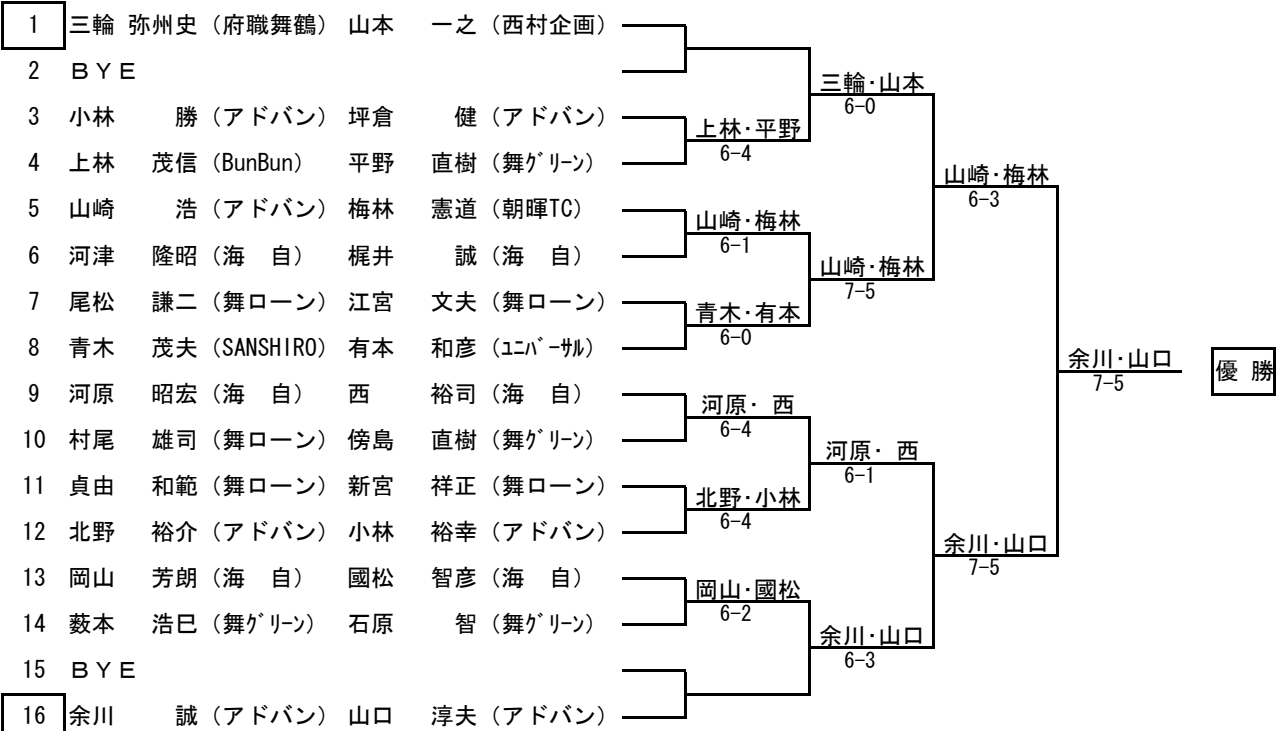 1 三輪 弥州史 (府職舞鶴) 山本 一之 (西村企画)
2 ＢＹＥ
三輪･山本
6-0
3 小林 勝 (アドバン) 坪倉 健 (アドバン)
上林･平野
6-4
4 上林 茂信 (BunBun) 平野 直樹 (舞ｸﾞﾘｰﾝ)
山崎･梅林
6-3
5 山崎 浩 (アドバン) 梅林 憲道 (朝暉TC)
山崎･梅林
6-1
6 河津 隆昭 (海 自) 梶井 誠 (海 自)
山崎･梅林
7-5
7 尾松 謙二 (舞ローン) 江宮 文夫 (舞ローン)
青木･有本
6-0
8 青木 茂夫 (SANSHIRO) 有本 和彦 (ﾕﾆﾊﾞｰｻﾙ)
余川･山口
7-5
優 勝
9 河原 昭宏 (海 自) 西 裕司 (海 自)
河原･ 西
6-4
10 村尾 雄司 (舞ローン) 傍島 直樹 (舞ｸﾞﾘｰﾝ)
河原･ 西
6-1
11 貞由 和範 (舞ローン) 新宮 祥正 (舞ローン)
北野･小林
6-4
12 北野 裕介 (アドバン) 小林 裕幸 (アドバン)
余川･山口
7-5
13 岡山 芳朗 (海 自) 國松 智彦 (海 自)
岡山･國松
6-2
14 薮本 浩巳 (舞ｸﾞﾘｰﾝ) 石原 智 (舞ｸﾞﾘｰﾝ)
余川･山口
6-3
15 ＢＹＥ
16 余川 誠 (アドバン) 山口 淳夫 (アドバン)